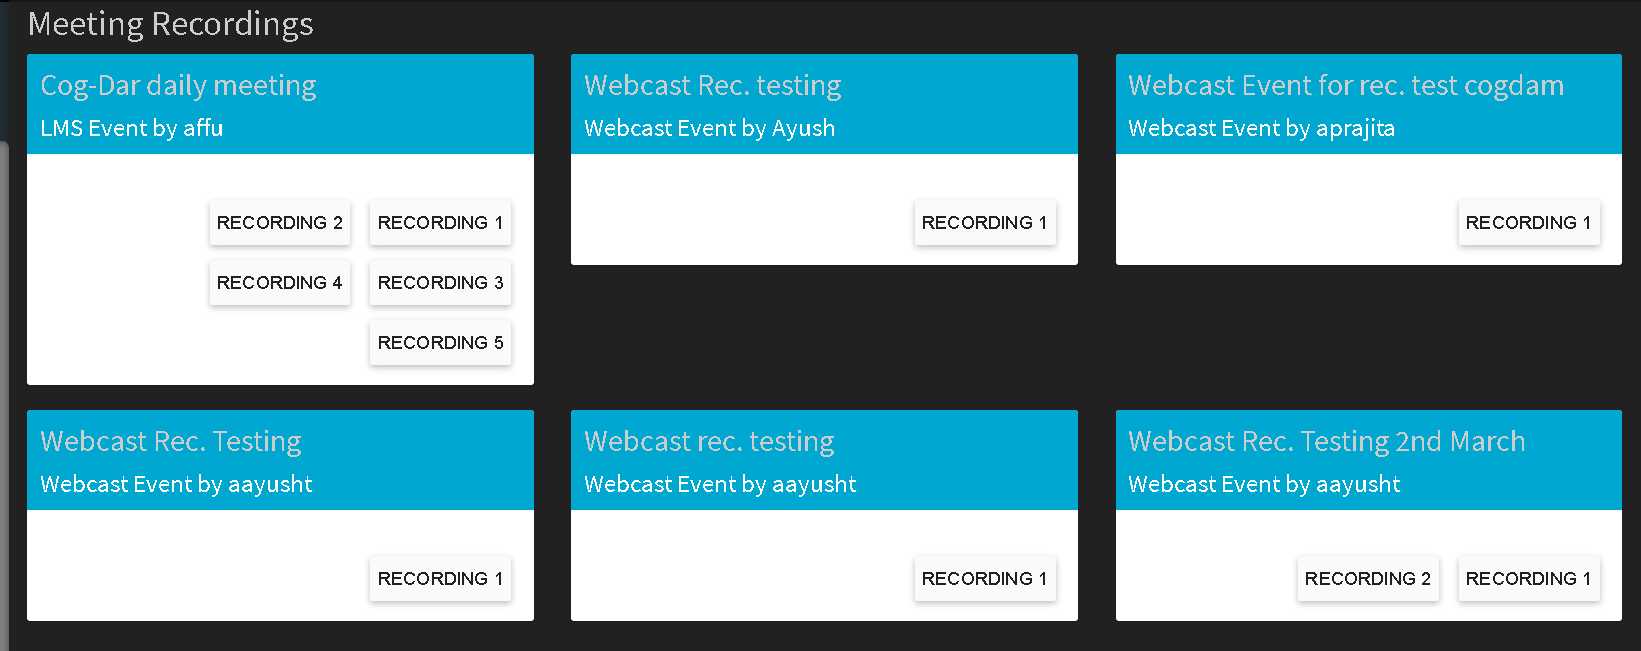 Meeting Recordings
Cog-Dar daily meeting
LMS Event by affu
RECORDING 2 RECORDING 1
RECORDING 4 RECORDING 3
RECORDING 5
Webcast Rec. testing
Webcast Event by Ayush
RECORDING 1
Webcast Event for rec. test cogdam
Webcast Event by aprajita
RECORDING 1
Webcast Rec. Testing
Webcast Event by aayusht
RECORDING 1
Webcast rec. testing
Webcast Event by aayusht
RECORDING 1
Webcast Rec. Testing 2nd March
Webcast Event by aayusht
RECORDING 2 RECORDING 1